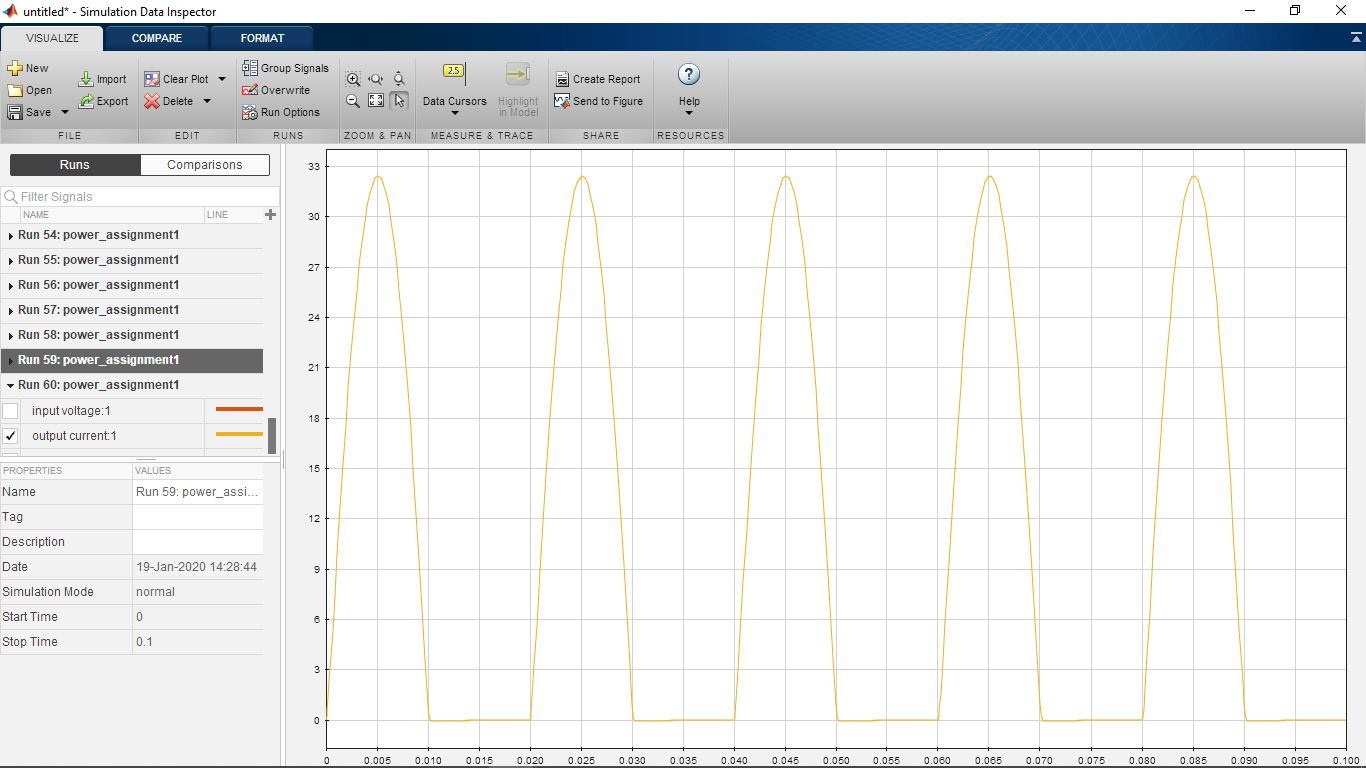 untitled* - Simulation Data Inspector
VISUALIZE COMPARE FORMAT
New
Open
Save
Import
Export
Clear Plot
Delete
Group Signals
Overwrite
Run Options
2.5
Data Cursors
Highlight
in Model
Create Report
Send to Figure
?
Help
FILE EDIT RUNS ZOOM & PAN MEASURE & TRACE SHARE RESOURCES
Runs Comparisons
Filter Signals
NAME LINE
Run 54: power_assignment1
Run 55: power_assignment1
Run 56: power_assignment1
Run 57: power_assignment1
Run 58: power_assignment1
Run 59: power_assignment1
Run 60: power_assignment1
input voltage:1
output current:1
PROPERTIES VALUES
Name Run 59: power_assi...
Tag
Description
Date 19-Jan-2020 14:28:44
Simulation Mode normal
Start Time 0
Stop Time 0.1
33
30
27
24
21
18
15
12
9
6
3
0
0 0.005 0.010 0.015 0.020 0.025 0.030 0.035 0.040 0.045 0.050 0.055 0.060 0.065 0.070 0.075 0.080 0.085 0.090 0.095 0.100